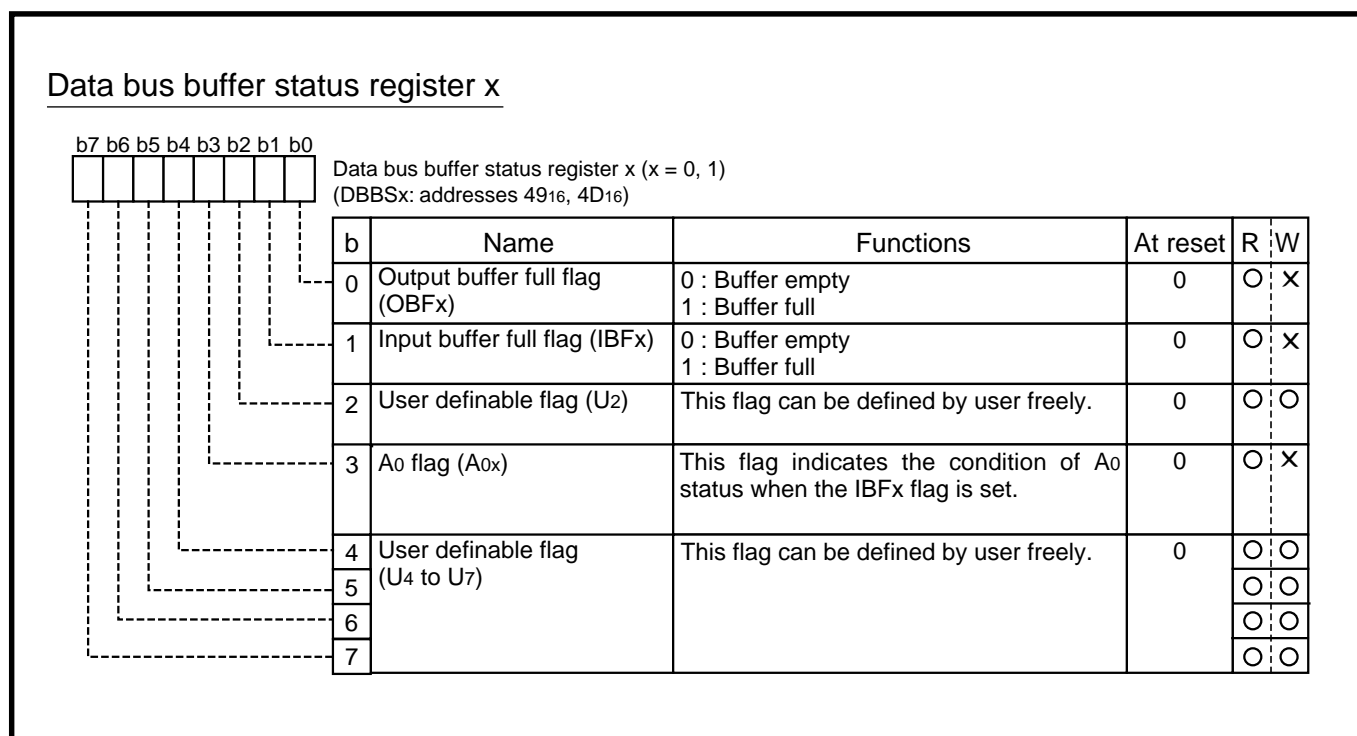 Data bus buffer status register x
b7 b6 b5 b4 b3 b2 b1 b0
Data bus buffer status register x (x = 0, 1)
(DBBSx: addresses 4916, 4D16)
b Name Functions At reset R W
0 Output buffer full flag (OBFx) 0 : Buffer empty 0 O X
1 : Buffer full
1 Input buffer full flag (IBFx) 0 : Buffer empty 0 O X
1 : Buffer full
2 User definable flag (U2) This flag can be defined by user freely. 0 O O
3 A0 flag (A0x) This flag indicates the condition of A0 0 O X
status when the IBFx flag is set.
4 User definable flag This flag can be defined by user freely. 0 O O
5 (U4 to U7) O O
6 O O
7 O O